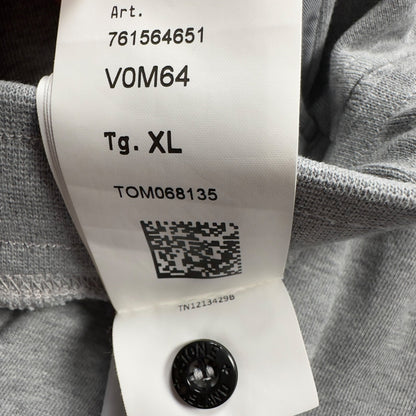 Art.
761564651
V0M64
Tg. XL
TOM068135
TN1213429B